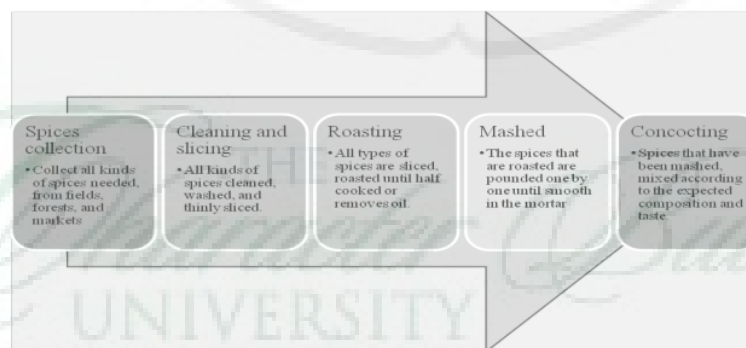 Spices
collection
• Collect all kinds
of spices needed,
from fields,
forests, and
markets
Cleaning and
slicing
• All kinds of
spices cleaned,
washed, and
thinly sliced.
Roasting
• All types of
spices are sliced,
roasted until half
cooked or
removes oil.
Mashed
• The spices that
are roasted are
pounded one by
one until smooth
in the mortar
Concocting
• Spices that have
been mashed,
mixed according
to the expected
composition and
taste
THE
Character
UNIVERSITY